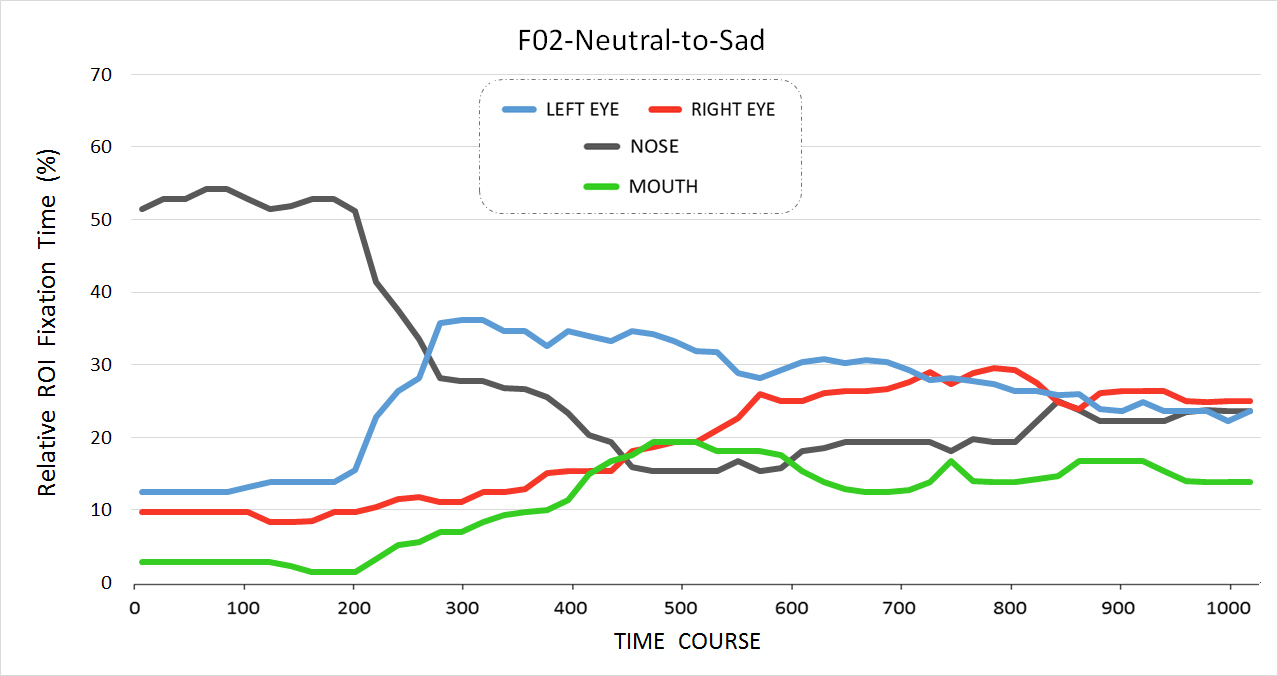 F02-Neutral-to-Sad
LEFT EYE RIGHT EYE
NOSE
MOUTH
Relative ROI Fixation Time (%)
70
60
50
40
30
20
10
0
0 100 200 300 400 500 600 700 800 900 1000
TIME COURSE